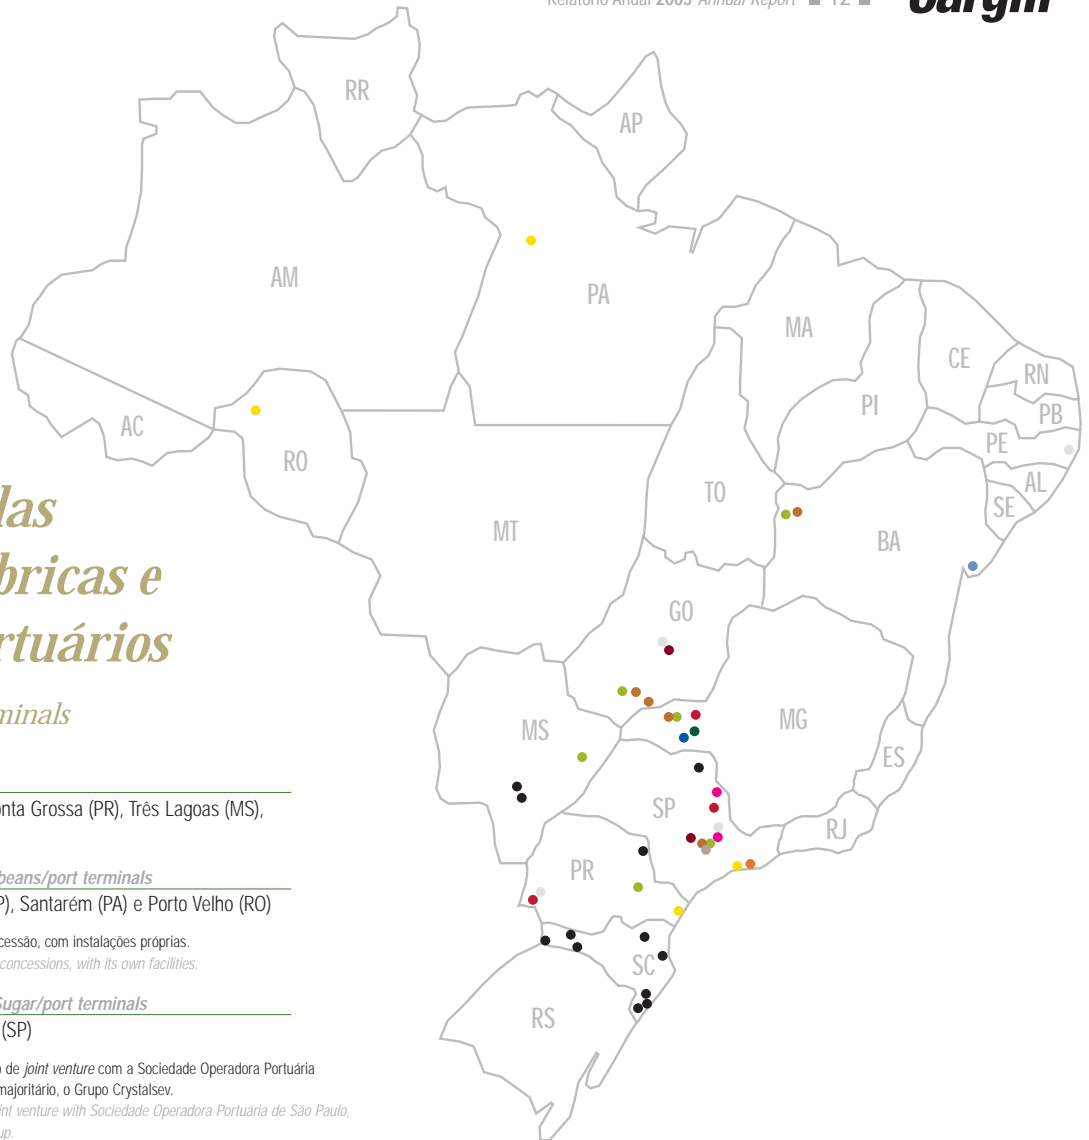 Relatório Anual 2005 Annual Report 12
Cargill
RR
AP
AM
PA
MA
CE
RN
PB
PI
PE
AC
RO
AL
SE
TO
MT
BA
GO
MS
MG
ES
SP
RJ
PR
SC
RS
das
bricas e
rtuários
minals
onta Grossa (PR), Três Lagoas (MS),
beans/port terminals
P), Santarém (PA) e Porto Velho (RO)
cessão, com instalações próprias.
concessions, with its own facilities.
Sugar/port terminals
(SP)
o de joint venture com a Sociedade Operadora Portuária
majoritário, o Grupo Crystalsev.
int venture with Sociedade Operadora Portuária de São Paulo,
up.